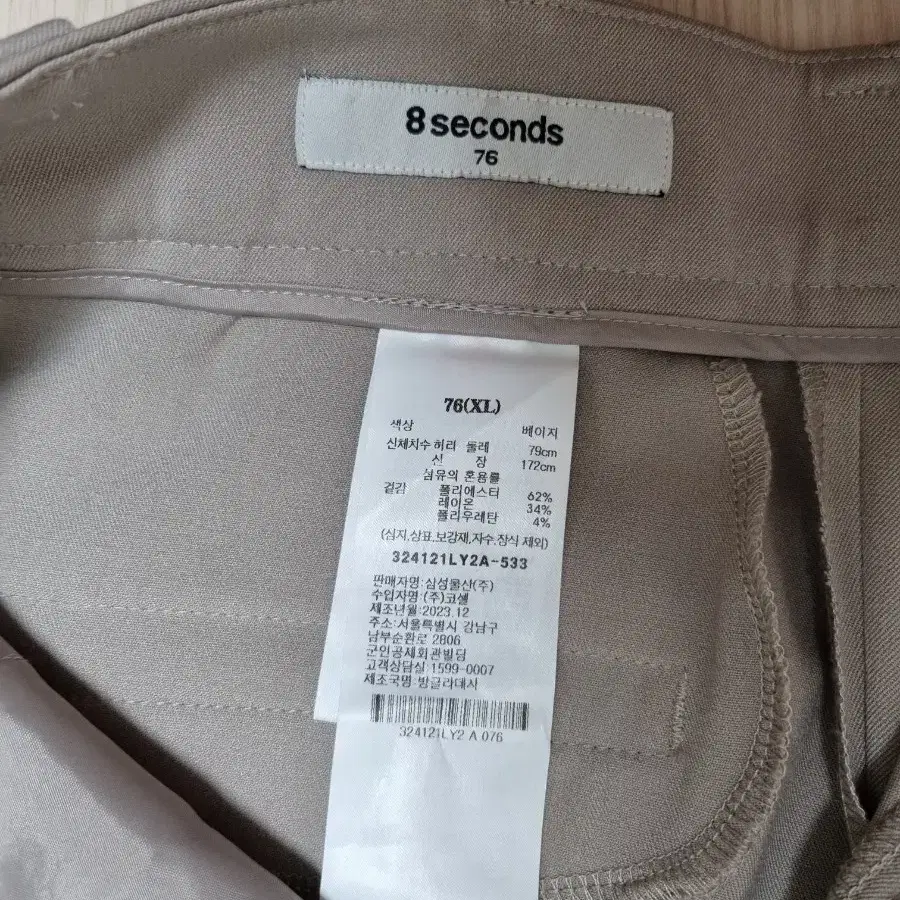 8 seconds
76
76(XL)
색상 베이지
신체치수 허리 둘레 79cm
신 장 172cm
섬유의 혼용률
겉감 폴리에스터 62%
레이온 34%
폴리우레탄 4%
(심지,상표,보강재,자수,장식 제외)
324121LY2A-533
판매자명:삼성물산(주)
수입자명:(주)코쉘
제조년월:2023.12
주소:서울특별시 강남구
남부순환로 2806
군인공제회관빌딩
고객상담실:1599-0007
제조국명:방글라데시
324121LY2 A 076